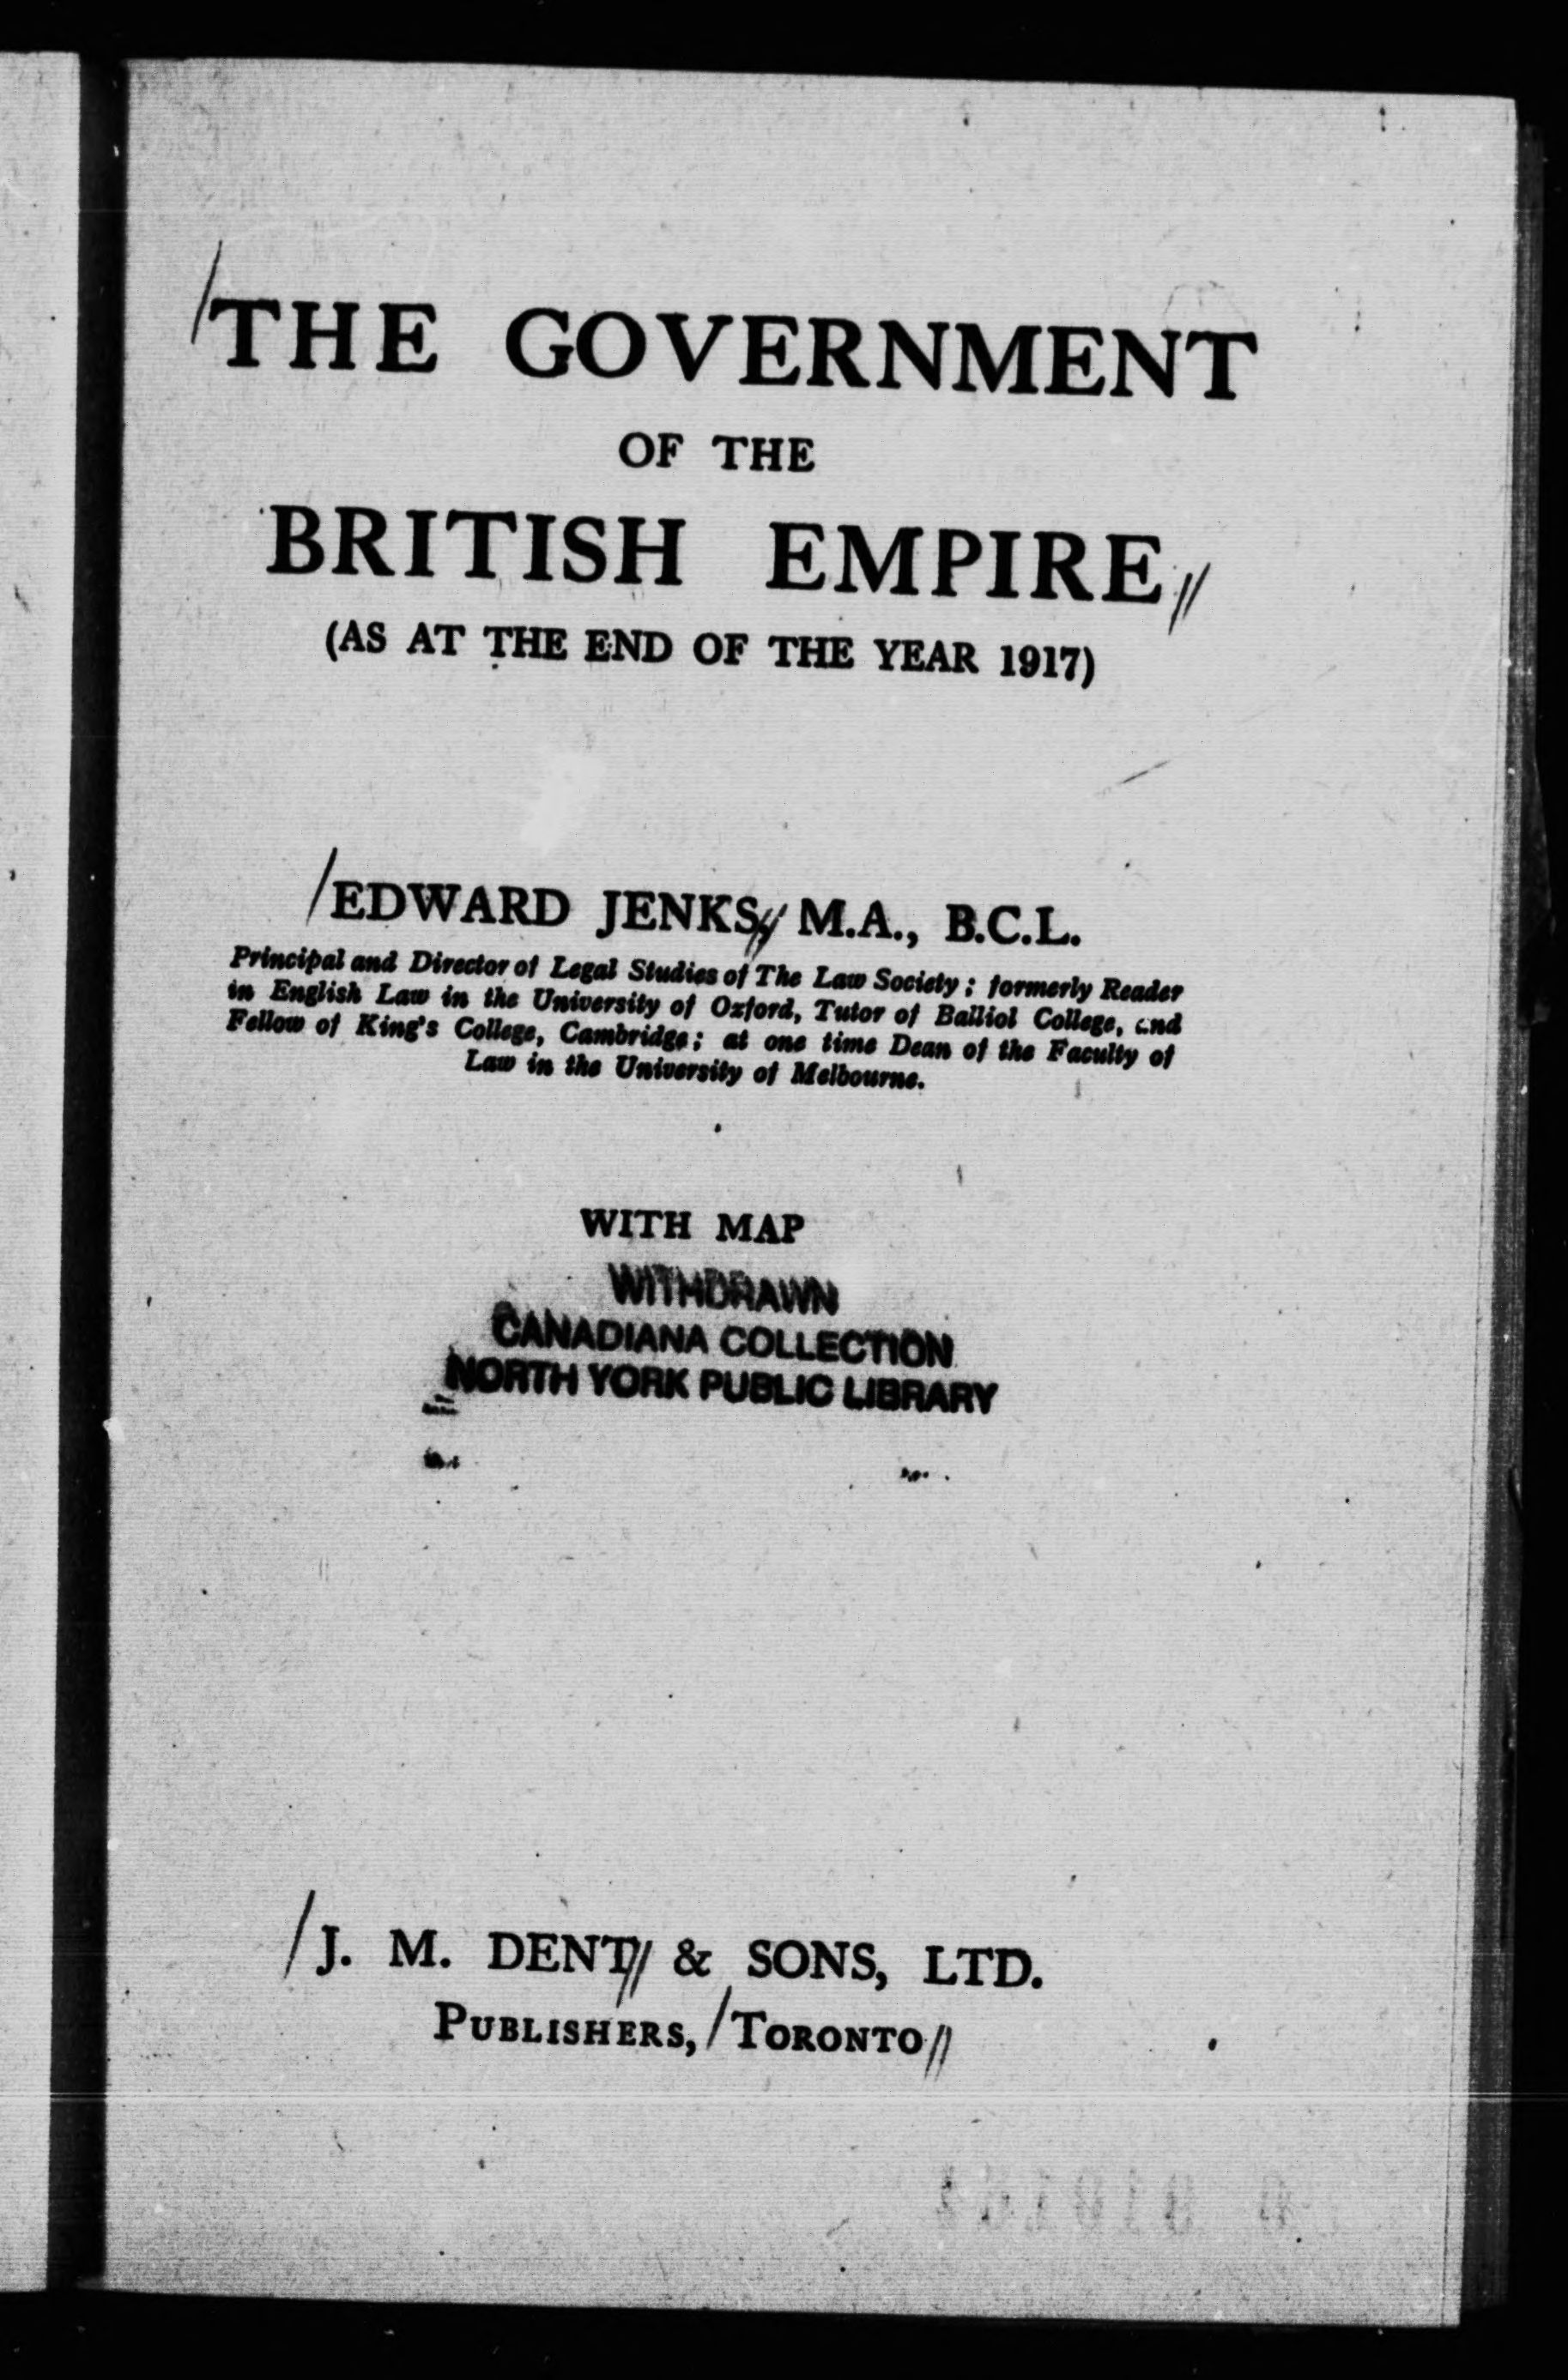 THE GOVERNMENT
OF THE
BRITISH EMPIRE
(AS AT THE END OF THE YEAR 1917)
EDWARD JENKS, M.A., B.C.L.
Principal and Director of Legal Studies of The Law Society; formerly Reader
in English Law in the University of Oxford, Tutor of Balliol College, and
Fellow of King's College, Cambridge; at one time Dean of the Faculty of
Law in the University of Melbourne.
WITH MAP
WITHDRAWN
CANADIANA COLLECTION
NORTH YORK PUBLIC LIBRARY
J. M. DENT & SONS, LTD.
PUBLISHERS, TORONTO